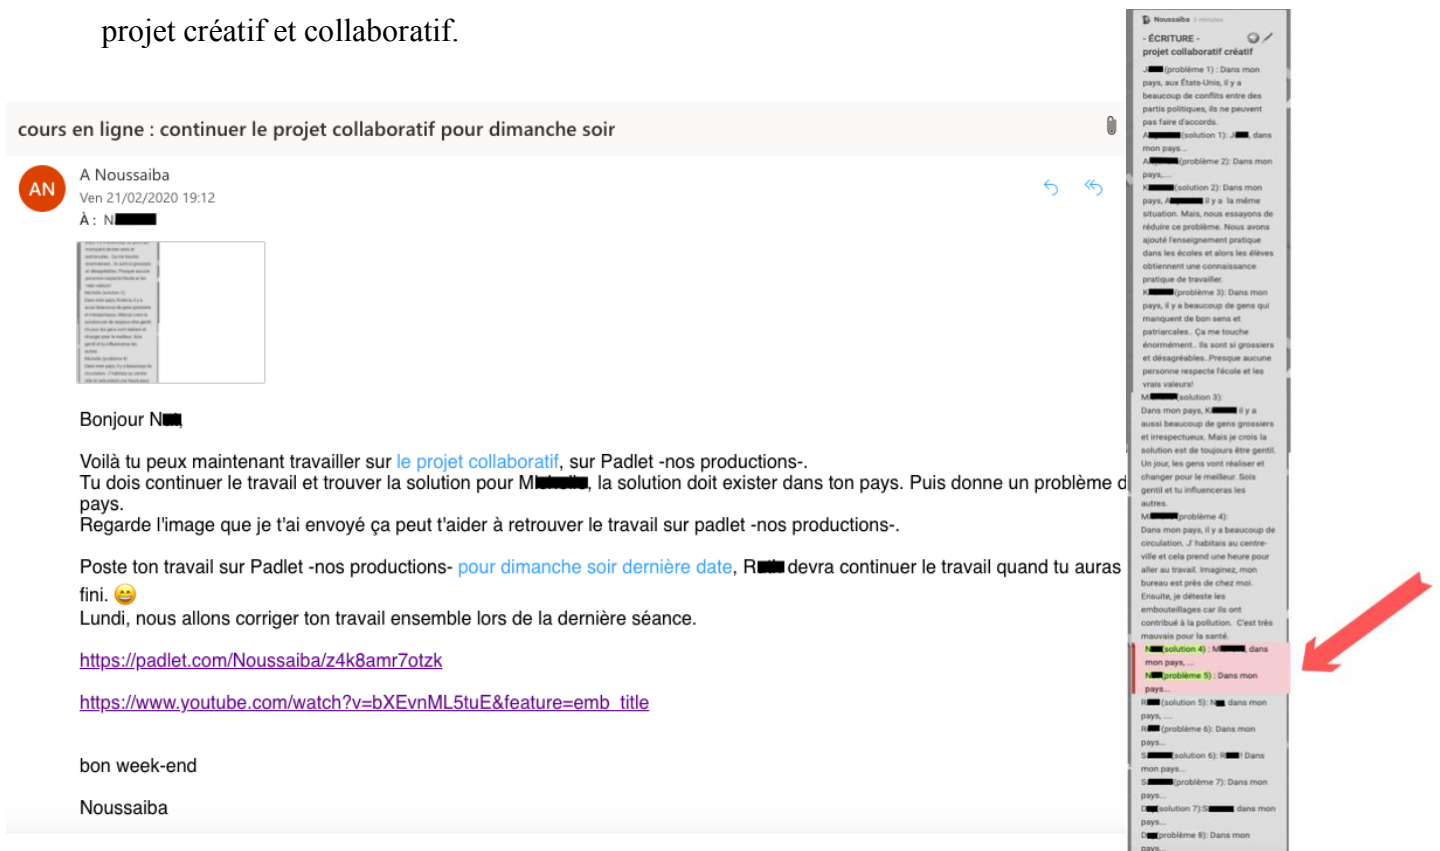 projet créatif et collaboratif.
cours en ligne : continuer le projet collaboratif pour dimanche soir
AN
A Noussaiba
Ven 21/02/2020 19:12
À : N
Bonjour N
Voilà tu peux maintenant travailler sur le projet collaboratif, sur Padlet -nos productions-.
Tu dois continuer le travail et trouver la solution pour M, la solution doit exister dans ton pays. Puis donne un problème d
pays.
Regarde l'image que je t'ai envoyé ça peut t'aider à retrouver le travail sur padlet -nos productions-.
Poste ton travail sur Padlet -nos productions- pour dimanche soir dernière date, R devra continuer le travail quand tu auras
fini.
Lundi, nous allons corriger ton travail ensemble lors de la dernière séance.
https://padlet.com/Noussaiba/z4k8amr7otzk
https://www.youtube.com/watch?v=bXEvnML5tuE&feature=emb_title
bon week-end
Noussaiba
Noussaiba 3 minutes
- ÉCRITURE -
projet collaboratif créatif
J (problème 1) : Dans mon
pays, aux États-Unis, il y a
beaucoup de conflits entre des
partis politiques, ils ne peuvent
pas faire d'accords.
A (solution 1): J, dans
mon pays...
A (problème 2): Dans mon
pays,....
K (solution 2): Dans mon
pays, A il y a la même
situation. Mais, nous essayons de
réduire ce problème. Nous avons
ajouté l'enseignement pratique
dans les écoles et alors les élèves
obtiennent une connaissance
pratique de travailler.
K (problème 3): Dans mon
pays, il y a beaucoup de gens qui
manquent de bon sens et
patriarcales.. Ça me touche
énormément.. Ils sont si grossiers
et désagréables..Presque aucune
personne respecte l'école et les
vrais valeurs!
M (solution 3):
Dans mon pays, K il y a
aussi beaucoup de gens grossiers
et irrespectueux. Mais je crois la
solution est de toujours être gentil.
Un jour, les gens vont réaliser et
changer pour le meilleur. Sois
gentil et tu influenceras les
autres.
M (problème 4):
Dans mon pays, il y a beaucoup de
circulation. J' habitais au centre-
ville et cela prend une heure pour
aller au travail. Imaginez, mon
bureau est près de chez moi.
Ensuite, je déteste les
embouteillages car ils ont
contribué à la pollution. C'est très
mauvais pour la santé.
N (solution 4) : M, dans
mon pays, ...
N (problème 5) : Dans mon
pays...
R (solution 5): N, dans mon
pays, ....
R (problème 6): Dans mon
pays...
S (solution 6): R ! Dans
mon pays...
S (problème 7): Dans mon
pays...
D (solution 7):S dans mon
pays...
D (problème 8): Dans mon
pays...